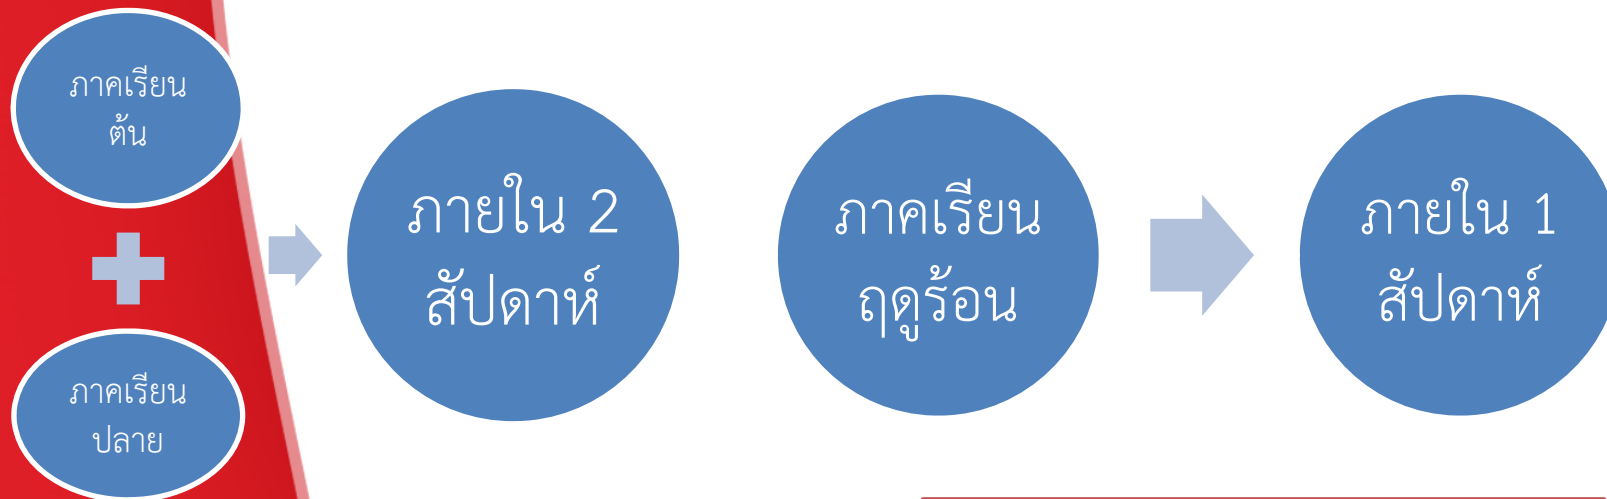 ภาคเรียน
ต้น
ภาคเรียน
ปลาย
ภายใน 2
สัปดาห์
ภาคเรียน
ฤดูร้อน
ภายใน 1
สัปดาห์